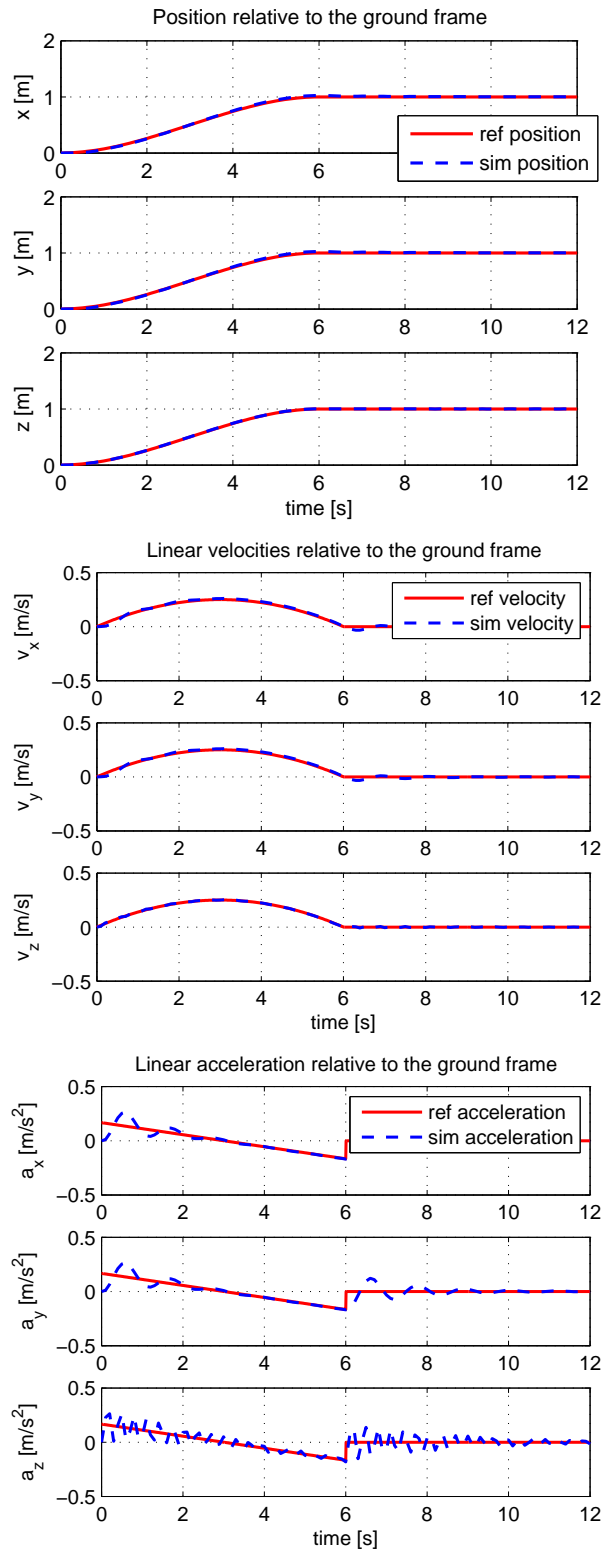 Position relative to the ground frame
2
1
0
x [m]
ref position
sim position
0 2 4 6 8 10 12
2
1
0
y [m]
0 2 4 6 8 10 12
2
1
0
z [m]
0 2 4 6 8 10 12
time [s]
Linear velocities relative to the ground frame
0.5
0
−0.5
v_x [m/s]
ref velocity
sim velocity
0 2 4 6 8 10 12
0.5
0
−0.5
v_y [m/s]
0 2 4 6 8 10 12
0.5
0
−0.5
v_z [m/s]
0 2 4 6 8 10 12
time [s]
Linear acceleration relative to the ground frame
0.5
0
−0.5
a_x [m/s²]
ref acceleration
sim acceleration
0 2 4 6 8 10 12
0.5
0
−0.5
a_y [m/s²]
0 2 4 6 8 10 12
0.5
0
−0.5
a_z [m/s²]
0 2 4 6 8 10 12
time [s]